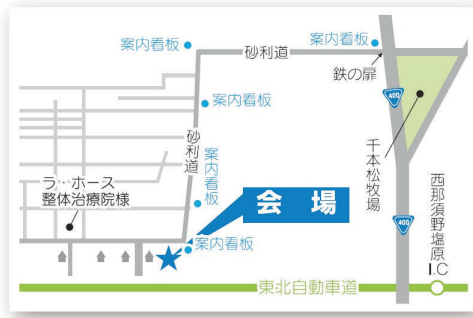 案内看板
砂利道
案内看板
鉄の扉
400
案内看板
砂利道
千本松牧場
ラ・ホース
整体治療院様
案内看板
会場
西那須野塩原
I.C
400
案内看板
東北自動車道